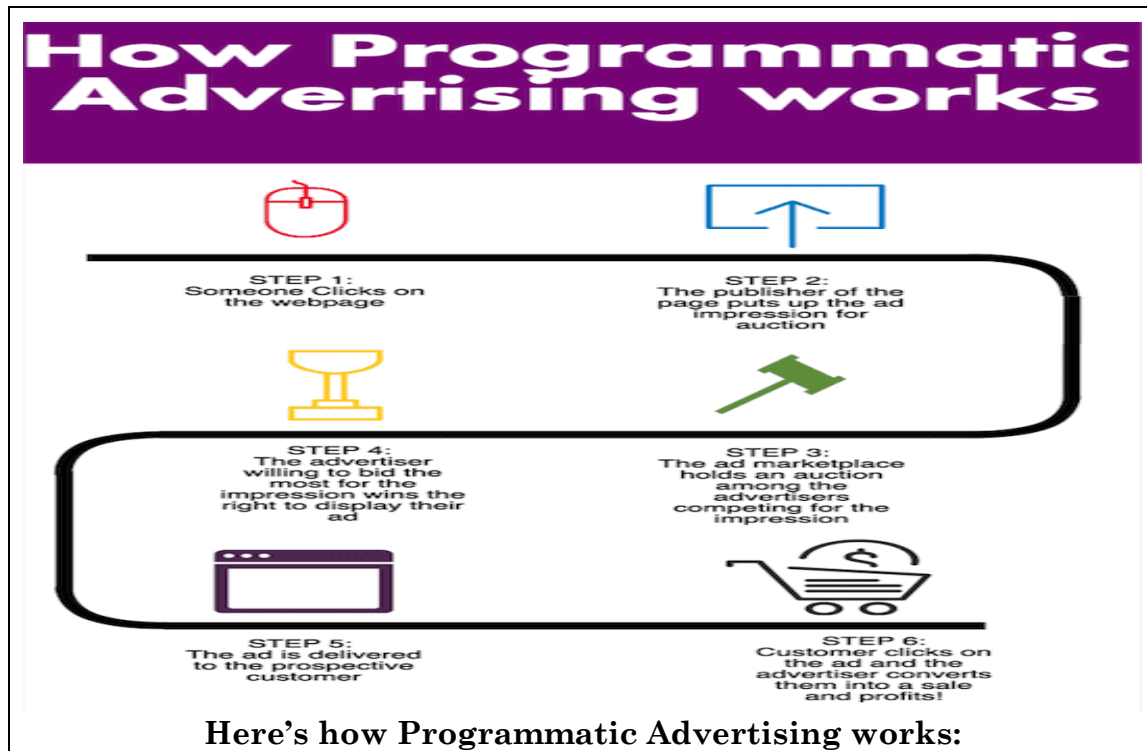 How Programmatic
Advertising works
STEP 1:
Someone Clicks on
the webpage
STEP 2:
The publisher of the
page puts up the ad
impression for
auction
STEP 3:
The ad marketplace
holds an auction
among the
advertisers
competing for the
impression
STEP 4:
The advertiser
willing to bid the
most for the
impression wins the
right to display their
ad
STEP 5:
The ad is delivered
to the prospective
customer
$
STEP 6:
Customer clicks on
the ad and the
advertiser converts
them into a sale
and profits!
Here’s how Programmatic Advertising works: